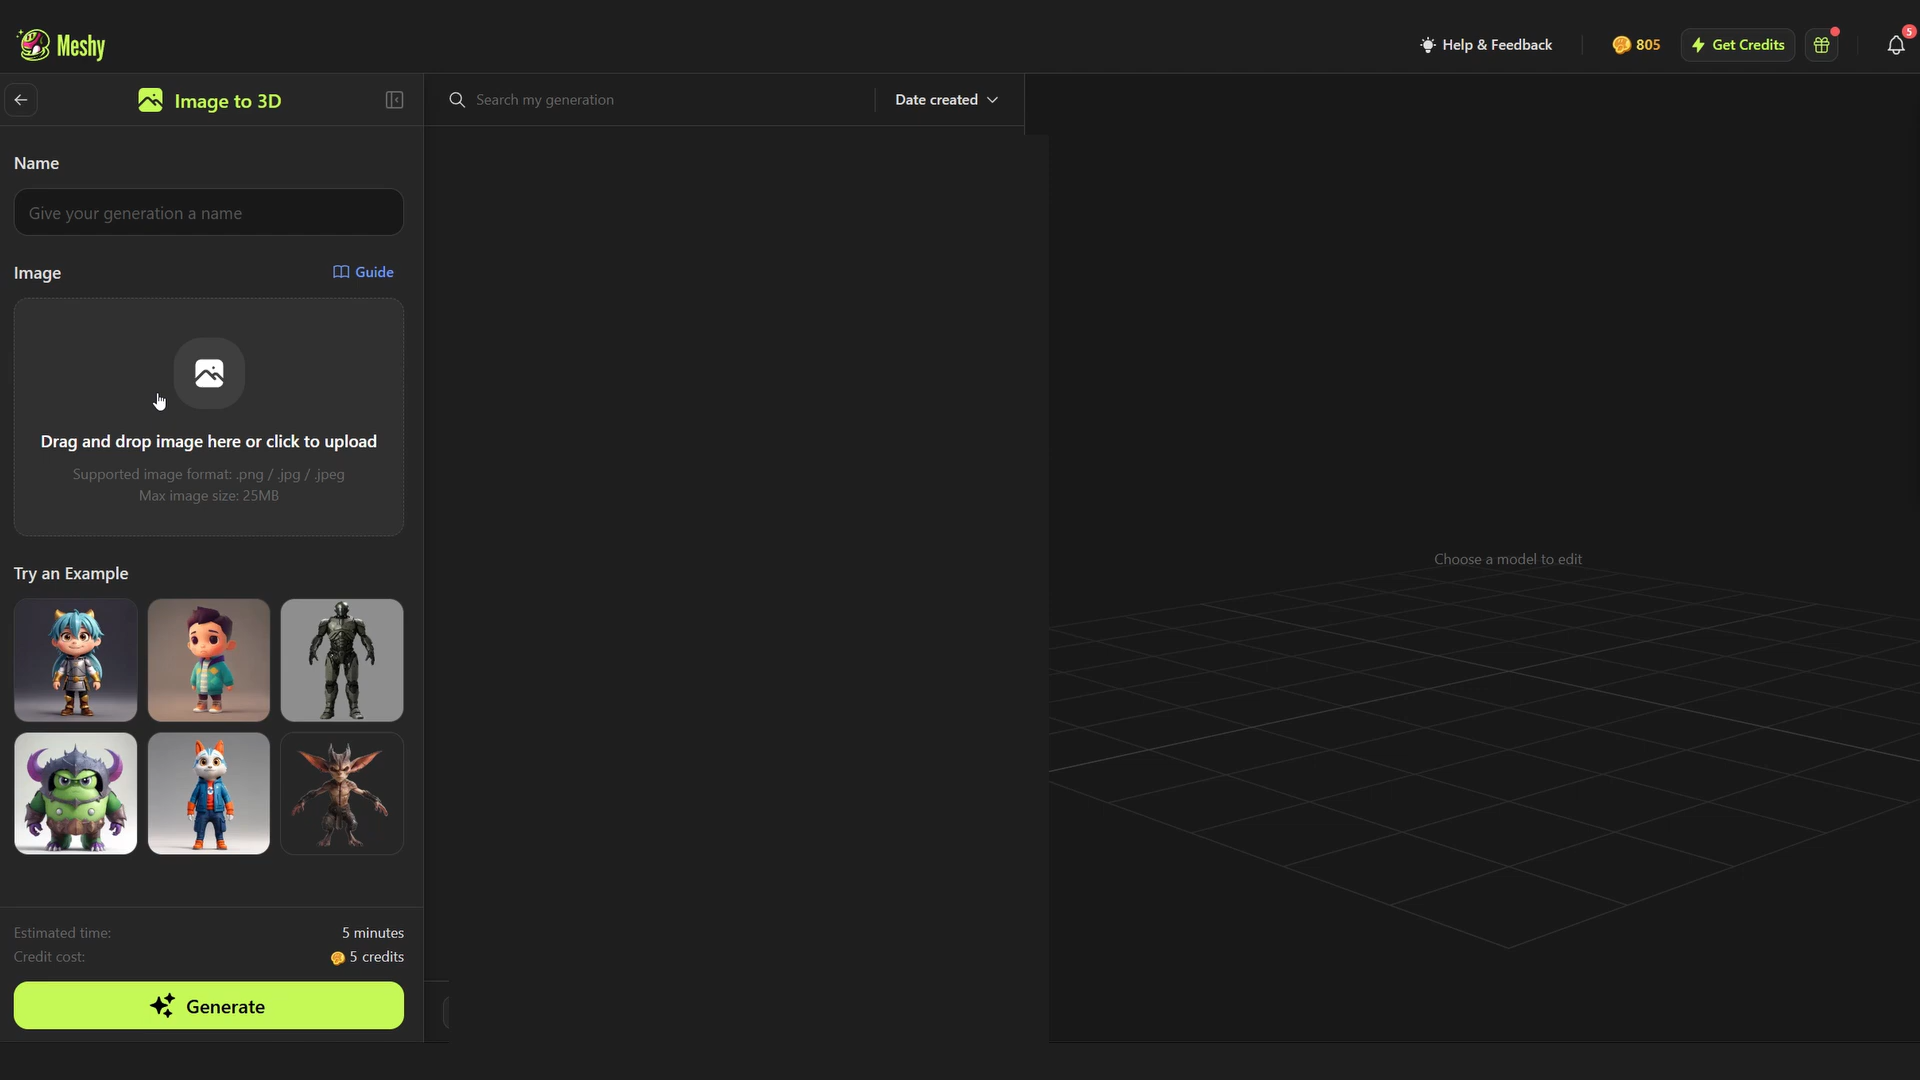 Meshy
Help & Feedback
805
Get Credits
5
Image to 3D
Search my generation
Date created
Name
Give your generation a name
Image
Guide
Drag and drop image here or click to upload
Supported image format: .png / .jpg / .jpeg
Max image size: 25MB
Choose a model to edit
Try an Example
Estimated time:
5 minutes
Credit cost:
5 credits
Generate